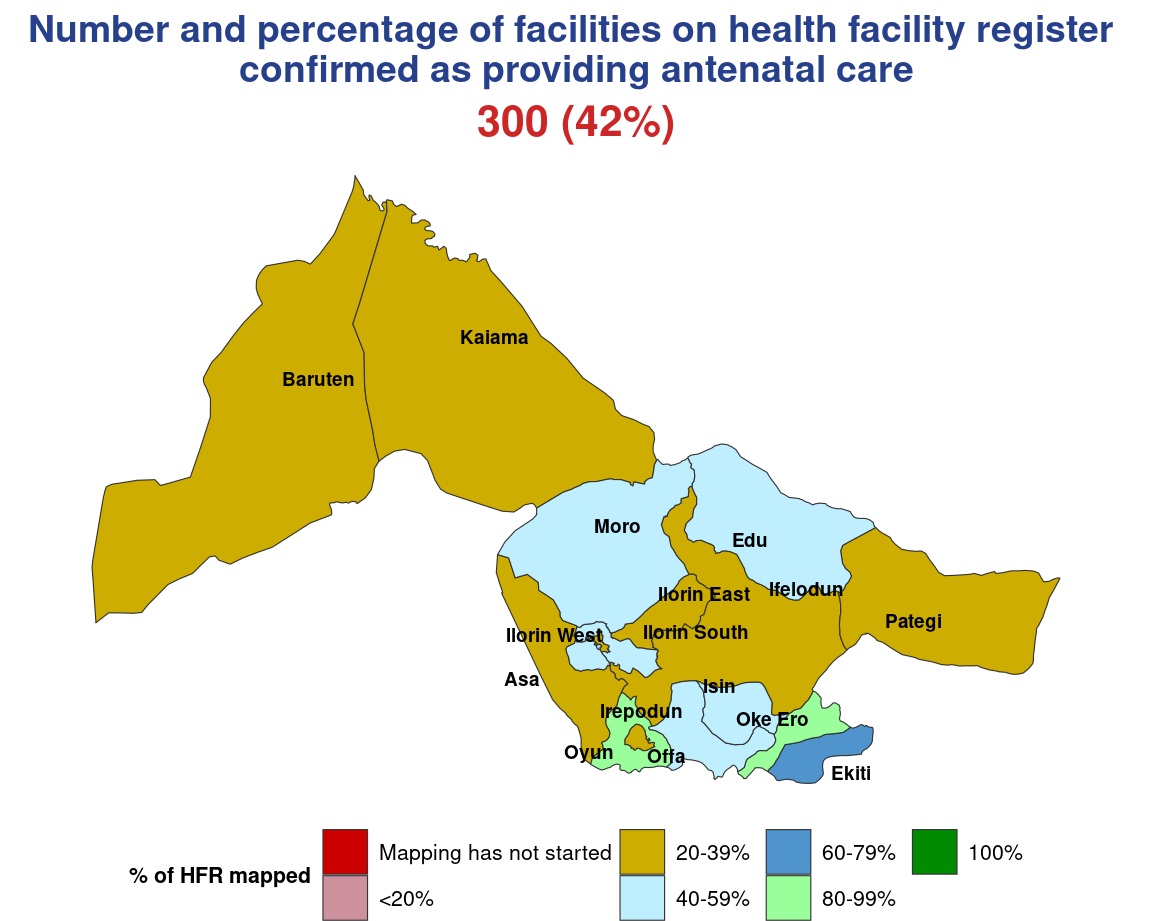 Number and percentage of facilities on health facility register
confirmed as providing antenatal care
300 (42%)
Kaiama
Baruten
Moro
Edu
Ifelodun
Ilorin East
Pategi
Ilorin West
Ilorin South
Asa
Isin
Irepodun
Oke Ero
Oyun
Offa
Ekiti
% of HFR mapped
Mapping has not started
<20%
20-39%
40-59%
60-79%
80-99%
100%